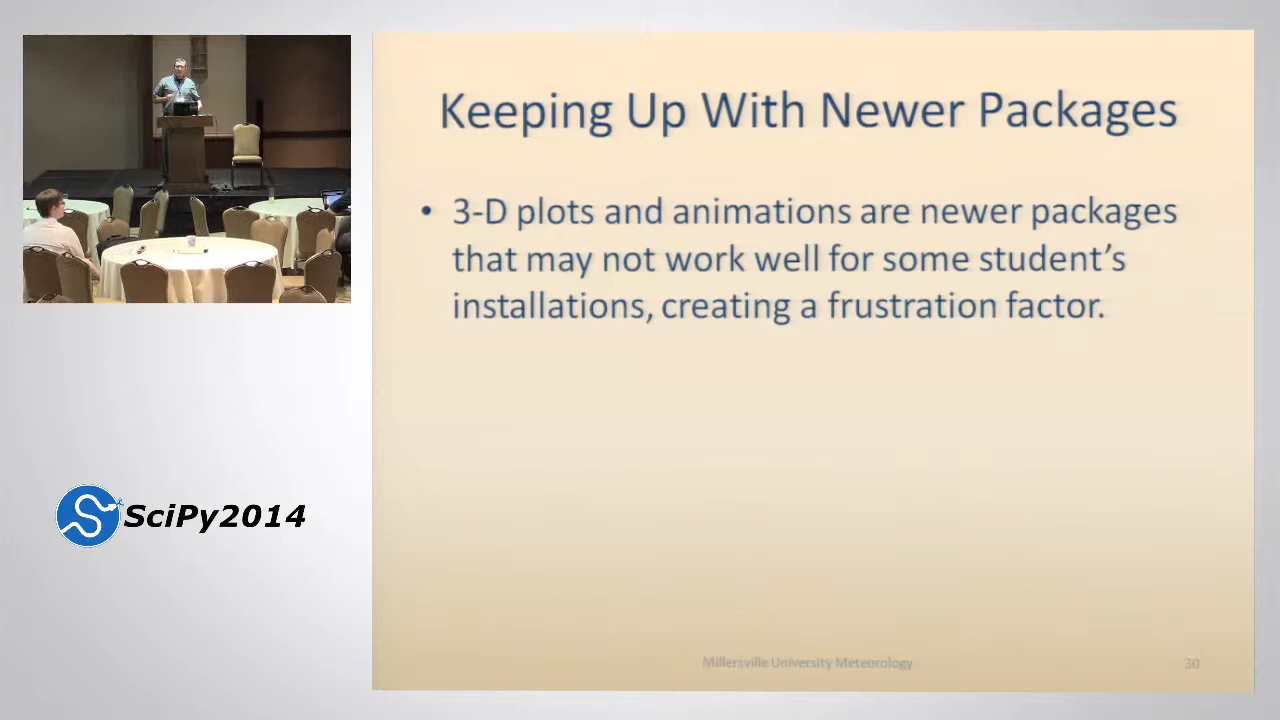 Keeping Up With Newer Packages
• 3-D plots and animations are newer packages
that may not work well for some student's
installations, creating a frustration factor.
SciPy2014
Millersville University Meteorology
30